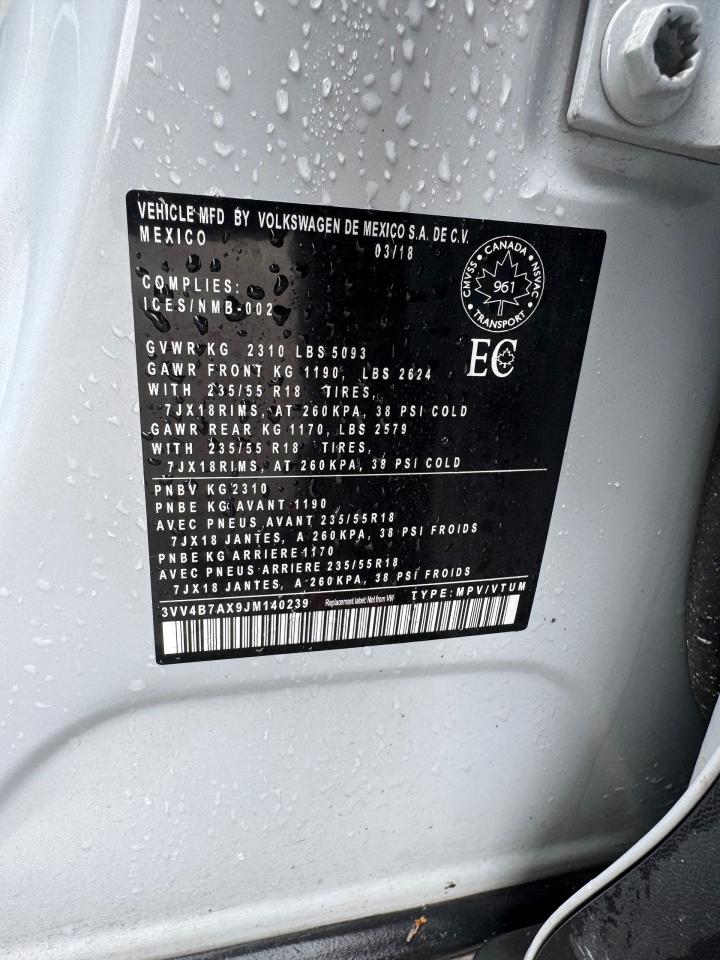 VEHICLE MFD BY VOLKSWAGEN DE MEXICO S.A. DE C.V.
MEXICO 03/18
CMVSS • CANADA • NSVAC • TRANSPORT •
961
COMPLIES:
ICES/NMB-002
EC
GVWR KG 2310 LBS 5093
GAWR FRONT KG 1190, LBS 2624
WITH 235/55 R18 TIRES,
7JX18RIMS, AT 260KPA, 38 PSI COLD
GAWR REAR KG 1170, LBS 2579
WITH 235/55 R18 TIRES,
7JX18RIMS, AT 260KPA, 38 PSI COLD
PNBV KG2310
PNBE KG AVANT 1190
AVEC PNEUS AVANT 235/55R18
7JX18 JANTES, A 260KPA, 38 PSI FROIDS
PNBE KG ARRIERE 1170
AVEC PNEUS ARRIERE 235/55R18
7JX18 JANTES, A 260KPA, 38 PSI FROIDS
3VV4B7AX9JM140239 Replacement label: Not from VW TYPE: MPV/VTUM